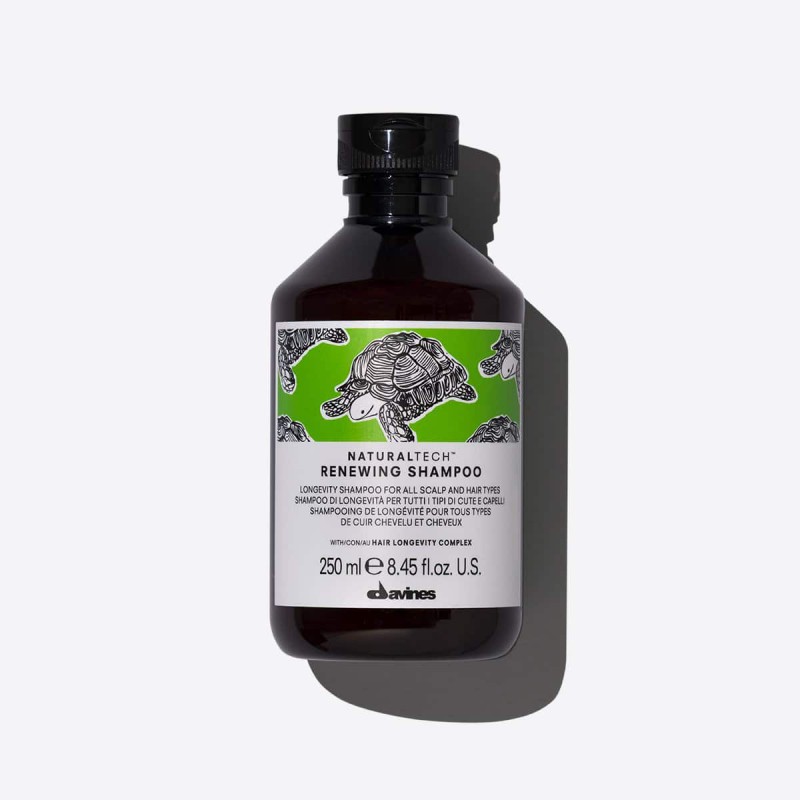 NATURALTECH™
RENEWING SHAMPOO
LONGEVITY SHAMPOO FOR ALL SCALP AND HAIR TYPES
SHAMPOO DI LONGEVITÀ PER TUTTI I TIPI DI CUTE E CAPELLI
SHAMPOOING DE LONGÉVITÉ POUR TOUS TYPES
DE CUIR CHEVELU ET CHEVEUX
WITH/CON/AU HAIR LONGEVITY COMPLEX
250 ml ℮ 8.45 fl.oz. U.S.
davines